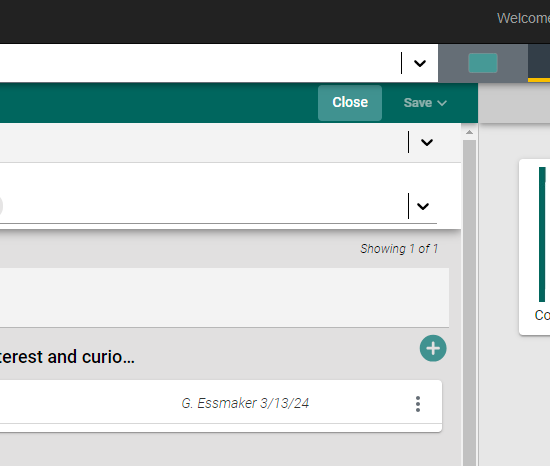 Welcome
Close
Save
Showing 1 of 1
Co
terest and curio...
G. Essmaker 3/13/24